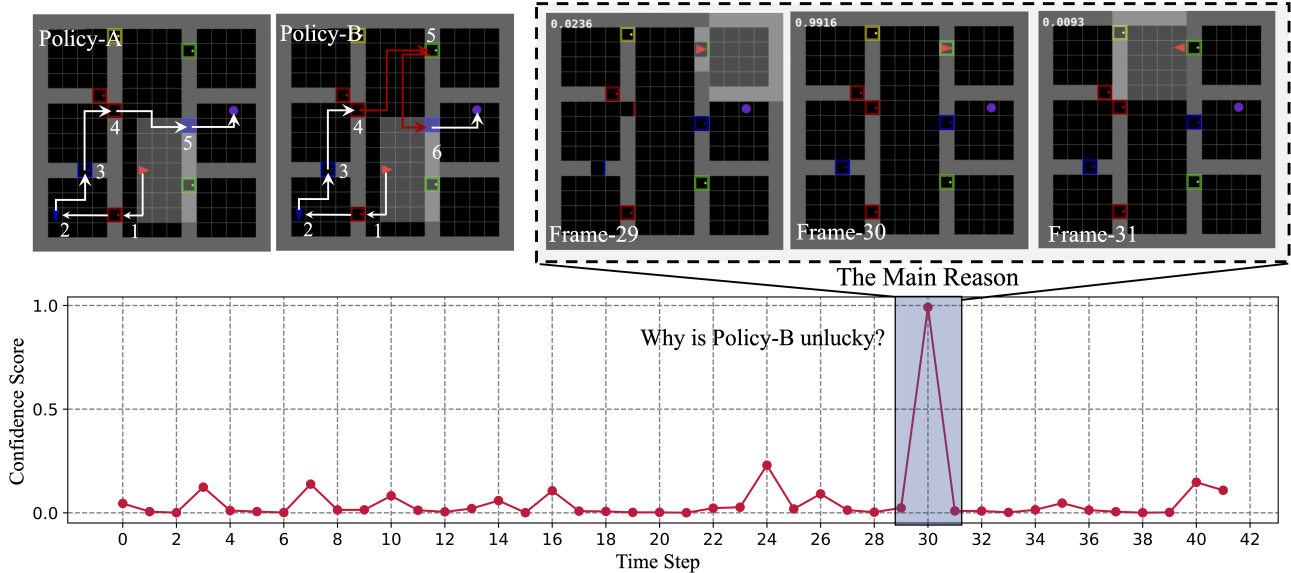 Policy-A
4
3
5
2
1
Policy-B
5
4
3
6
2
1
0.0236
Frame-29
0.9916
Frame-30
0.0093
Frame-31
The Main Reason
Why is Policy-B unlucky?
Confidence Score
1.0
0.5
0.0
0 2 4 6 8 10 12 14 16 18 20 22 24 26 28 30 32 34 36 38 40 42
Time Step